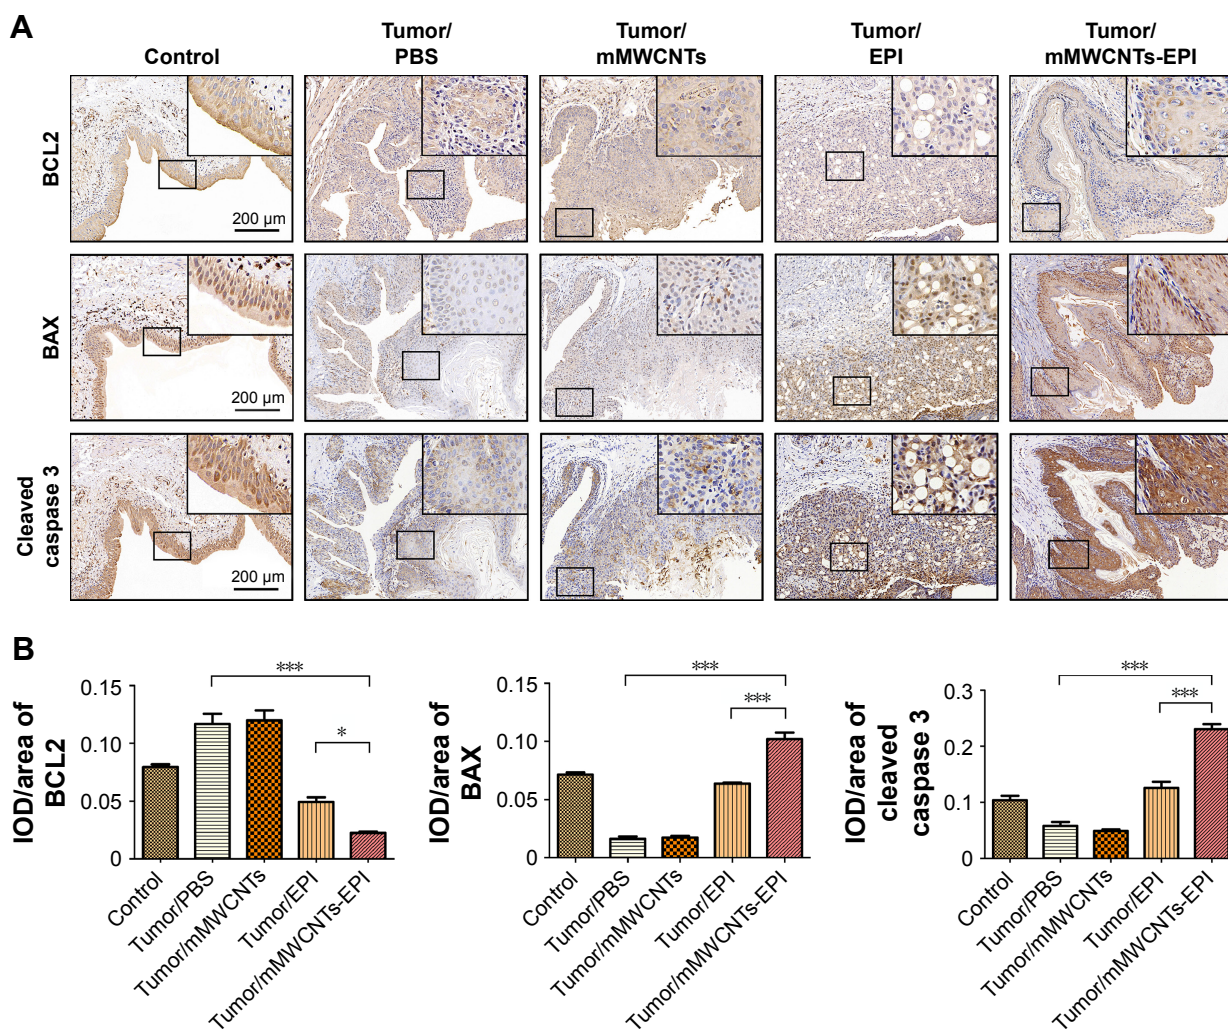 A
Control
Tumor/
PBS
Tumor/
mMWCNTs
Tumor/
EPI
Tumor/
mMWCNTs-EPI
BCL2
200 µm
BAX
200 µm
Cleaved
caspase 3
200 µm
B
IOD/area of
BCL2
0.15
0.10
0.05
0
***
*
Control
Tumor/PBS
Tumor/mMWCNTs
Tumor/EPI
Tumor/mMWCNTs-EPI
IOD/area of
BAX
0.15
0.10
0.05
0
***
***
Control
Tumor/PBS
Tumor/mMWCNTs
Tumor/EPI
Tumor/mMWCNTs-EPI
IOD/area of
cleaved
caspase 3
0.3
0.2
0.1
0
***
***
Control
Tumor/PBS
Tumor/mMWCNTs
Tumor/EPI
Tumor/mMWCNTs-EPI